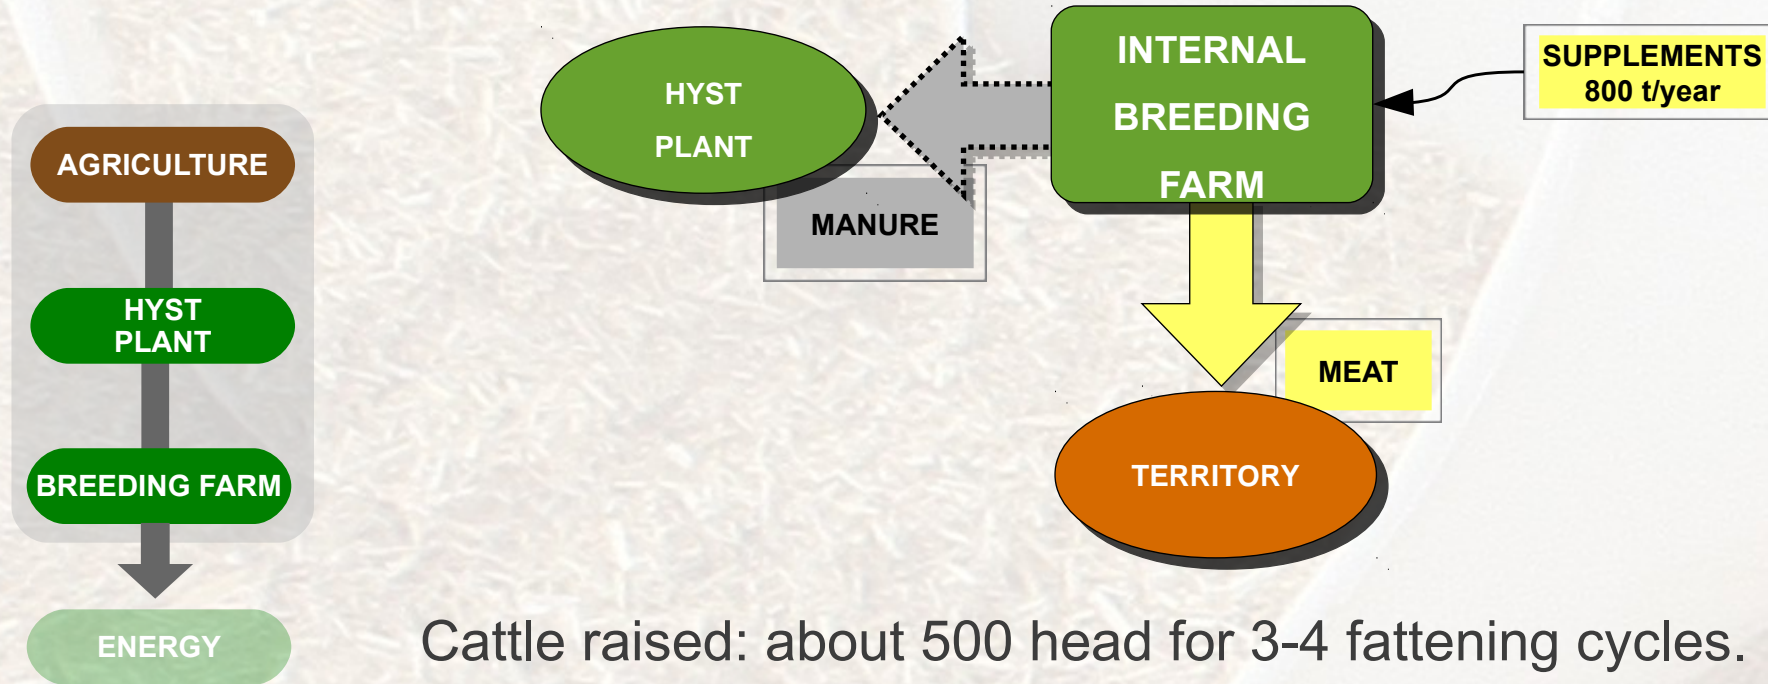 AGRICULTURE
HYST
PLANT
BREEDING FARM
ENERGY
HYST
PLANT
MANURE
INTERNAL
BREEDING
FARM
SUPPLEMENTS
800 t/year
MEAT
TERRITORY
Cattle raised: about 500 head for 3-4 fattening cycles.